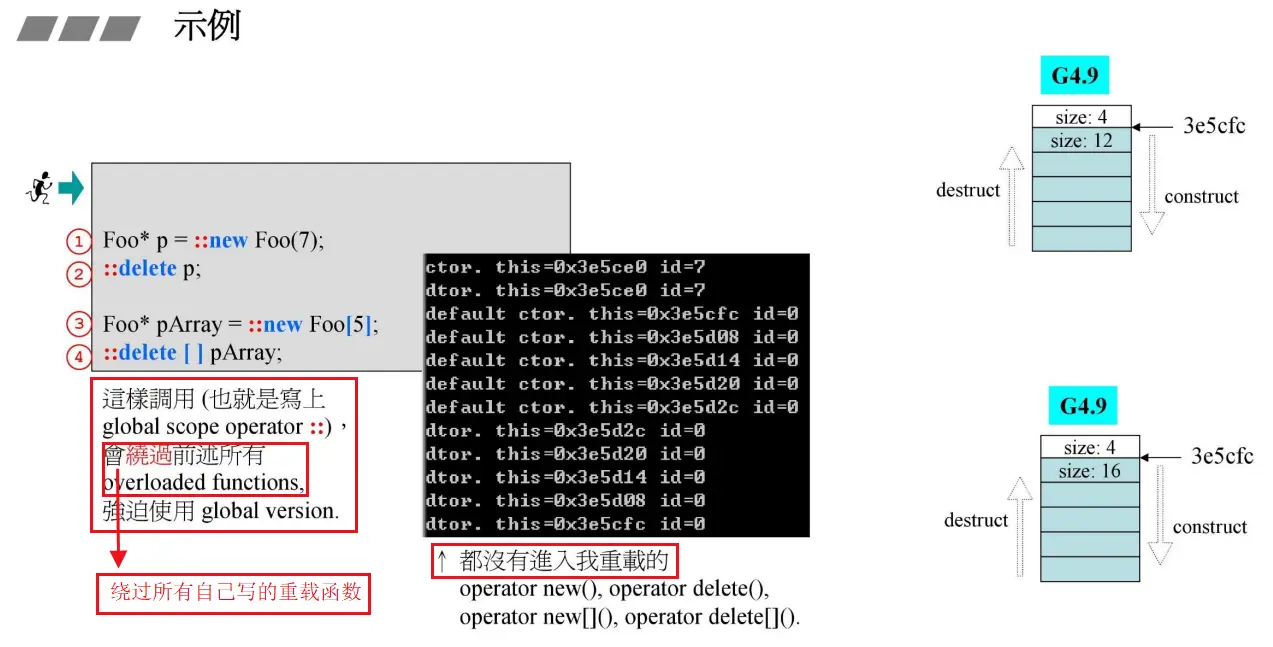 示例
① Foo* p = ::new Foo(7);
② ::delete p;
③ Foo* pArray = ::new Foo[5];
④ ::delete [ ] pArray;
這樣調用 (也就是寫上
global scope operator ::)，
會繞過前述所有
overloaded functions,
強迫使用 global version.
绕过所有自己写的重载函数
ctor. this=0x3e5ce0 id=7
dtor. this=0x3e5ce0 id=7
default ctor. this=0x3e5cfc id=0
default ctor. this=0x3e5d08 id=0
default ctor. this=0x3e5d14 id=0
default ctor. this=0x3e5d20 id=0
default ctor. this=0x3e5d2c id=0
dtor. this=0x3e5d2c id=0
dtor. this=0x3e5d20 id=0
dtor. this=0x3e5d14 id=0
dtor. this=0x3e5d08 id=0
dtor. this=0x3e5cfc id=0
↑ 都沒有進入我重載的
operator new(), operator delete(),
operator new[](), operator delete[]().
G4.9
size: 4
3e5cfc
size: 12
destruct
construct
G4.9
size: 4
3e5cfc
size: 16
destruct
construct